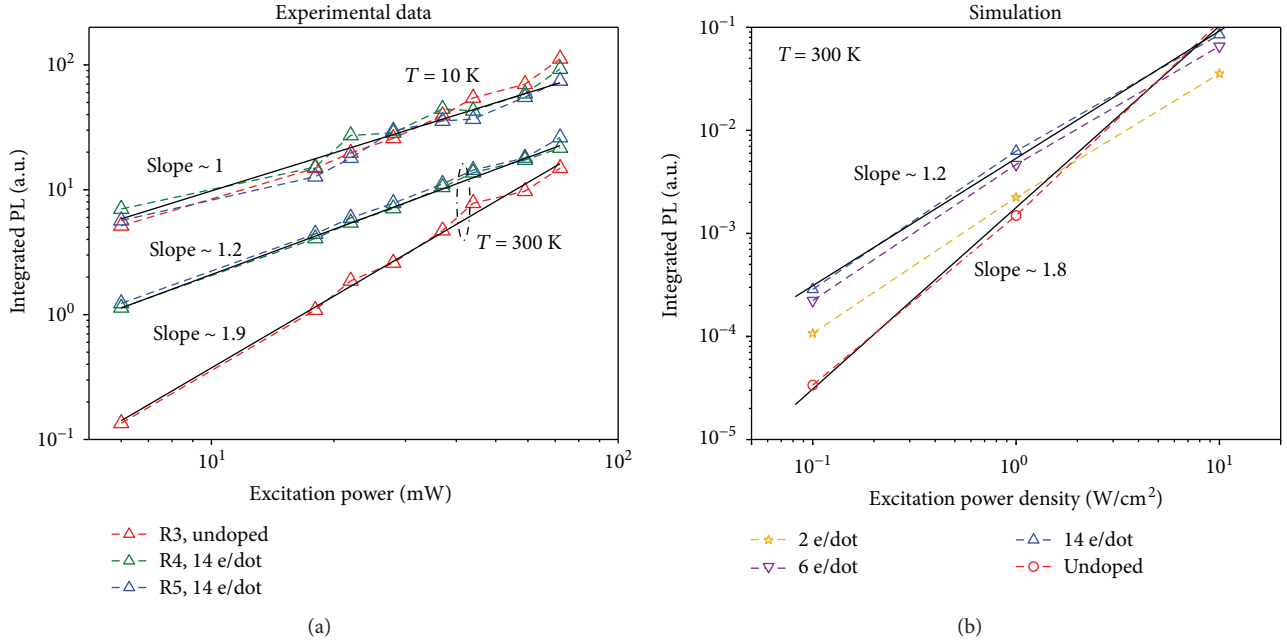 Experimental data
10²
10¹
10⁰
10⁻¹
Integrated PL (a.u.)
T = 10 K
Slope ~ 1
Slope ~ 1.2
T = 300 K
Slope ~ 1.9
10¹
10²
Excitation power (mW)
R3, undoped
R4, 14 e/dot
R5, 14 e/dot
(a)
Simulation
10⁻¹
10⁻²
10⁻³
10⁻⁴
10⁻⁵
Integrated PL (a.u.)
T = 300 K
Slope ~ 1.2
Slope ~ 1.8
10⁻¹
10⁰
10¹
Excitation power density (W/cm²)
2 e/dot
6 e/dot
14 e/dot
Undoped
(b)